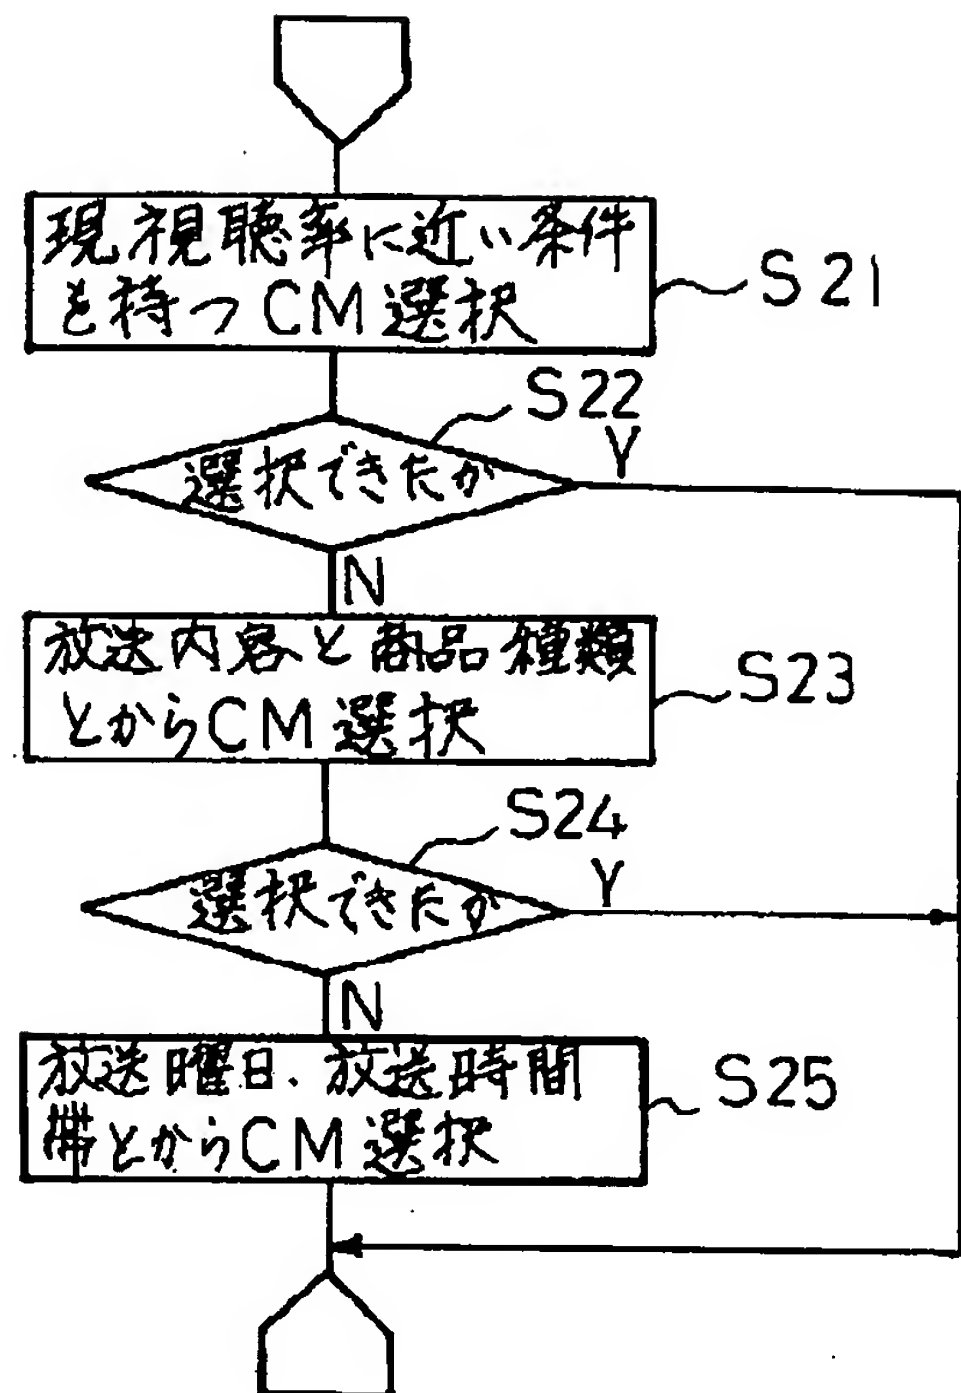 現視聴率に近い条件
を持つCM選択
S21
S22
選択できたか
Y
N
放送内容と商品種類
とからCM選択
S23
S24
選択できたか
Y
N
放送曜日、放送時間
帯とからCM選択
S25